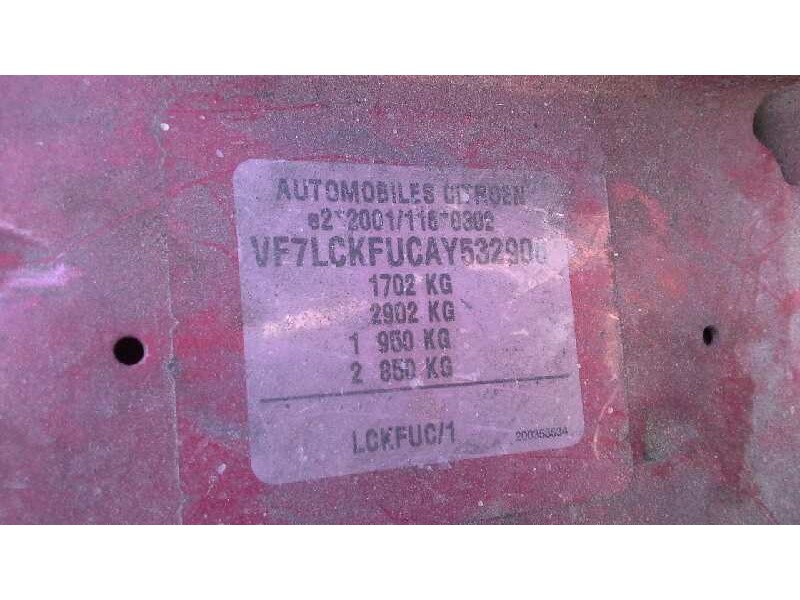 AUTOMOBILES CITROEN
e2*2001/116*0302
VF7LCKFUCAY532900
1702 KG
2902 KG
1 950 KG
2 850 KG
LCKFUC/1